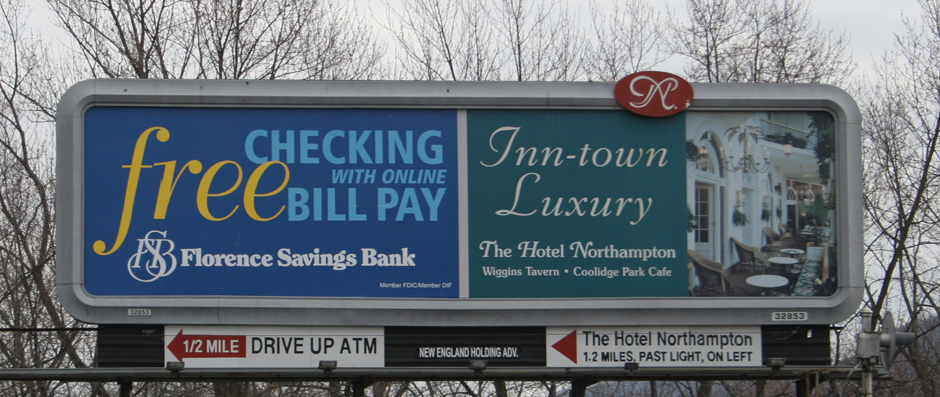 free
CHECKING
WITH ONLINE
BILL PAY
FSB Florence Savings Bank
Member FDIC/Member DIF
R
Inn-town
Luxury
The Hotel Northampton
Wiggins Tavern • Coolidge Park Cafe
32853
32853
1/2 MILE DRIVE UP ATM
NEW ENGLAND HOLDING ADV.
The Hotel Northampton
1.2 MILES, PAST LIGHT, ON LEFT